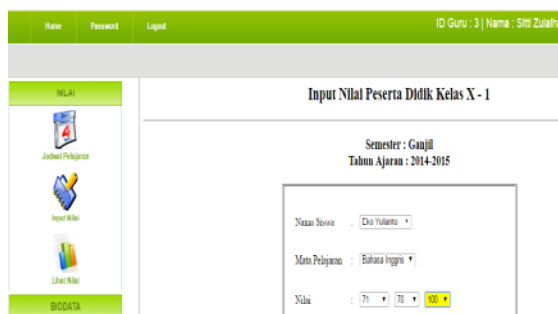 Home Password Logout ID Guru : 3 | Nama : Sitti Zulaiha
NILAI
Jadwal Pelajaran
Input Nilai
Lihat Nilai
BIODATA
Input Nilai Peserta Didik Kelas X - 1
Semester : Ganjil
Tahun Ajaran : 2014-2015
Nama Siswa : Eko Yulianto
Mata Pelajaran : Bahasa Inggris
Nilai : 71 70 100